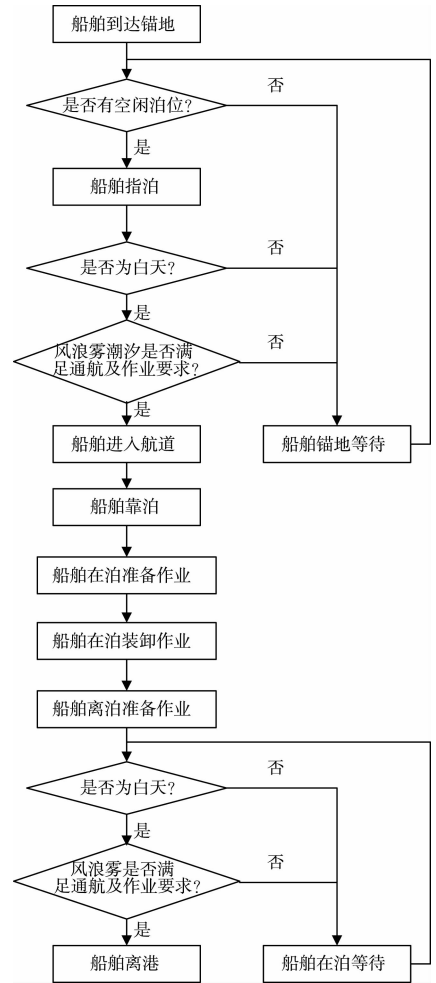 船舶到达锚地
否
是否有空闲泊位?
是
船舶指泊
否
是否为白天?
是
否
风浪雾潮汐是否满
足通航及作业要求?
是
船舶进入航道
船舶锚地等待
船舶靠泊
船舶在泊准备作业
船舶在泊装卸作业
船舶离泊准备作业
否
是否为白天?
是
否
风浪雾是否满
足通航及作业要求?
是
船舶离港
船舶在泊等待